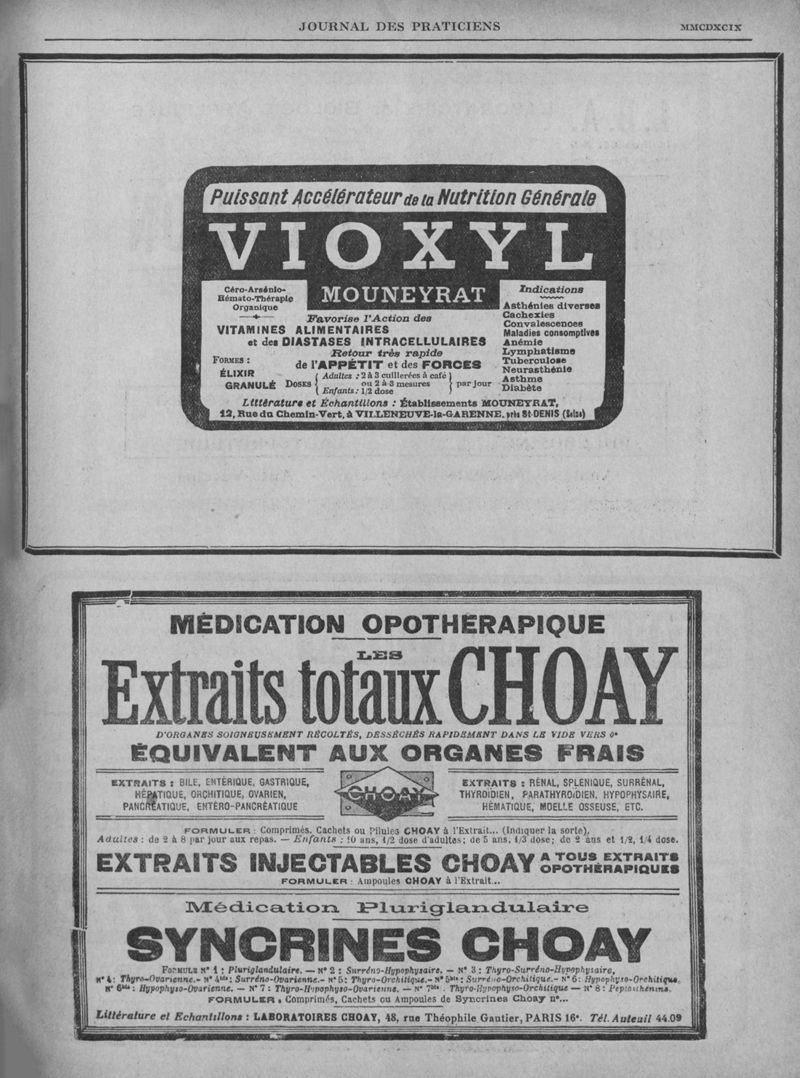 JOURNAL DES PRATICIENS
MMCDXCIX
Puissant Accélérateur de la Nutrition Générale
VIOXYL
MOUNEYRAT
Céro-Arsénio-
Hémato-Thérapie
Organique
Favorise l'Action des
VITAMINES ALIMENTAIRES
et des DIASTASES INTRACELLULAIRES
Retour très rapide
de l'APPÉTIT et des FORCES
FORMES :
ÉLIXIR
GRANULÉ
DOSES
Adultes : 2 à 3 cuillerées à café
ou 2 à 3 mesures
Enfants : 1/2 dose
par jour
Indications
Asthénies diverses
Cachexies
Convalescences
Maladies consomptives
Anémie
Lymphatisme
Tuberculose
Neurasthénie
Asthme
Diabète
Littérature et Échantillons : Établissements MOUNEYRAT,
12, Rue du Chemin-Vert, à VILLENEUVE-la-GARENNE, près St-DENIS (Seine)
MÉDICATION OPOTHÉRAPIQUE
LES
Extraits totaux CHOAY
D'ORGANES SOIGNEUSEMENT RÉCOLTÉS, DESSÉCHÉS RAPIDEMENT DANS LE VIDE VERS 0°
ÉQUIVALENT AUX ORGANES FRAIS
EXTRAITS : BILE, ENTÉRIQUE, GASTRIQUE,
HÉPATIQUE, ORCHITIQUE, OVARIEN,
PANCRÉATIQUE, ENTÉRO-PANCRÉATIQUE
CHOAY
EXTRAITS : RÉNAL, SPLENIQUE, SURRÉNAL,
THYROIDIEN, PARATHYROIDIEN, HYPOPHYSAIRE,
HÉMATIQUE, MOELLE OSSEUSE, ETC.
FORMULER : Comprimés, Cachets ou Pilules CHOAY à l'Extrait... (Indiquer la sorte).
Adultes : de 2 à 8 par jour aux repas. — Enfants : 10 ans, 1/2 dose d'adultes; de 5 ans, 1/3 dose; de 2 ans et 1/2, 1/4 dose.
EXTRAITS INJECTABLES CHOAY A TOUS EXTRAITS OPOTHÉRAPIQUES
FORMULER : Ampoules CHOAY à l'Extrait...
Médication Pluriglandulaire
SYNCRINES CHOAY
FORMULE N° 1 : Pluriglandulaire. — N° 2 : Surréno-Hypophysaire. — N° 3 : Thyro-Surréno-Hypophysaire,
N° 4 : Thyro-Ovarienne. - N° 4bis : Surréno-Ovarienne. - N° 5 : Thyro-Orchitique. - N° 5bis : Surréno-Orchitique. - N° 6 : Hypophyso-Orchitique,
N° 6bis : Hypophyso-Ovarienne. — N° 7 : Thyro-Hypophyso-Ovarienne. — N° 7bis : Thyro-Hypophyso-Orchitique — N° 8 :
FORMULER : Comprimés, Cachets ou Ampoules de Syncrines Choay n°...
Littérature et Echantillons : LABORATOIRES CHOAY, 48, rue Théophile Gautier, PARIS 16e. Tél. Auteuil 44.09